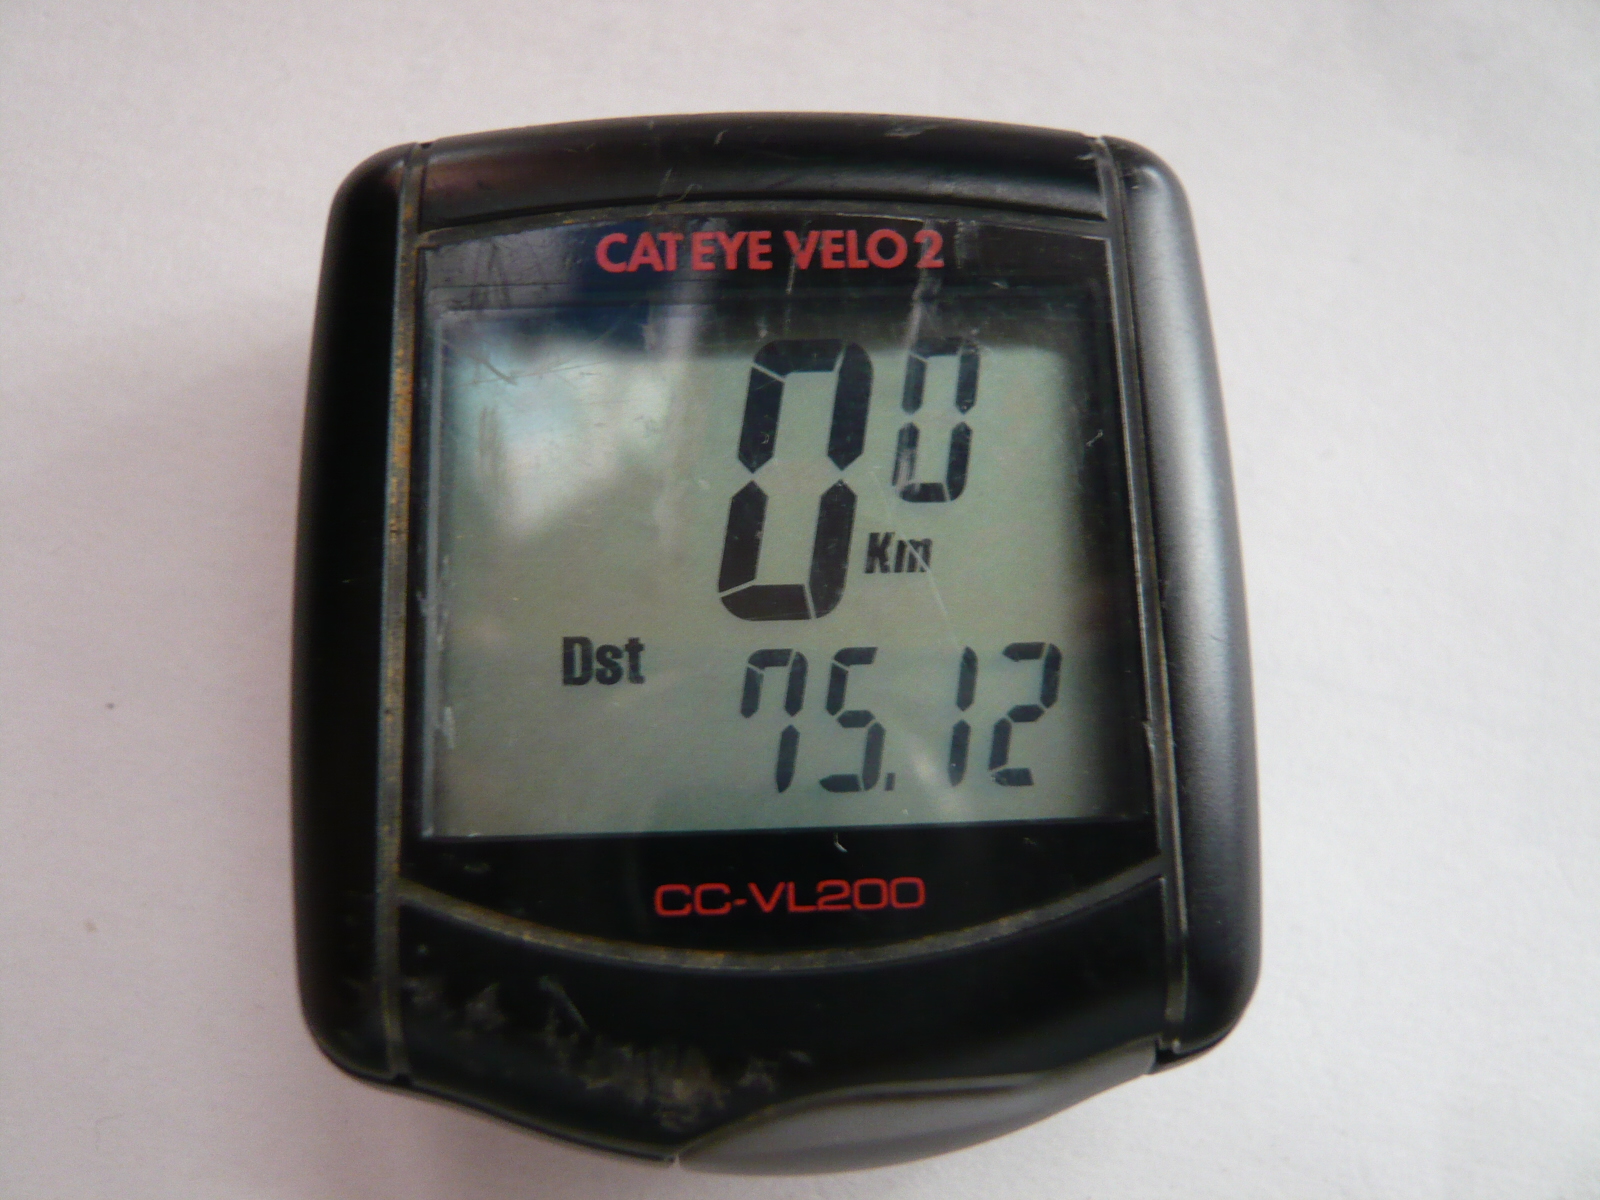 CAT EYE VELO 2
0.0
Km
Dst 75.12
CC-VL200